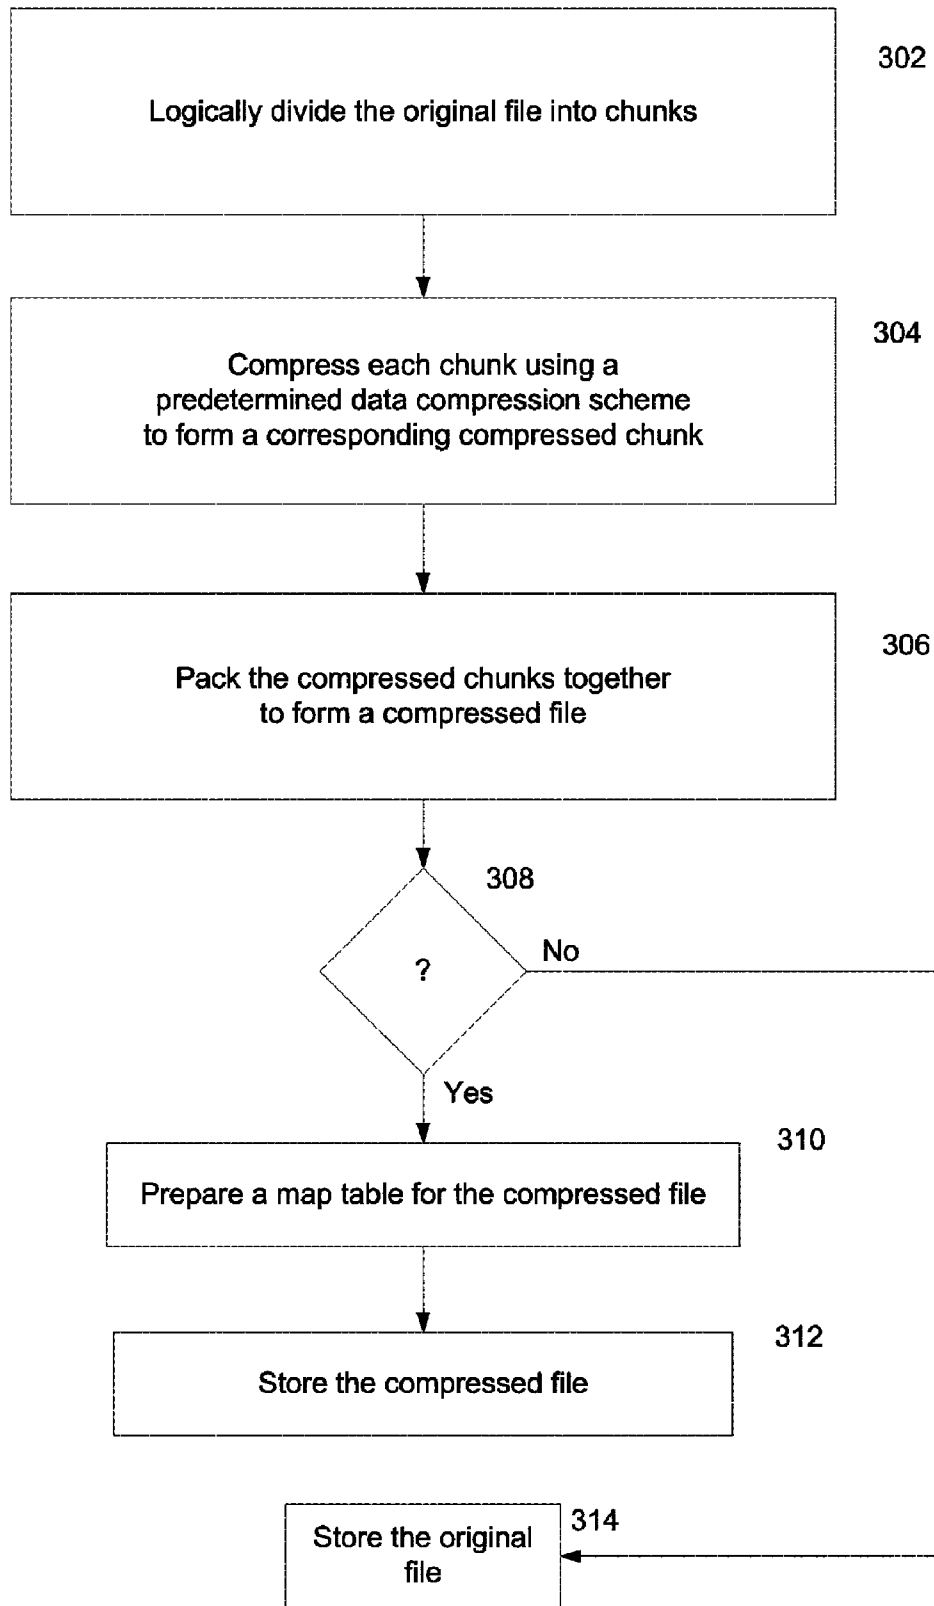 302
Logically divide the original file into chunks
304
Compress each chunk using a
predetermined data compression scheme
to form a corresponding compressed chunk
306
Pack the compressed chunks together
to form a compressed file
308
?
No
Yes
310
Prepare a map table for the compressed file
312
Store the compressed file
314
Store the original
file